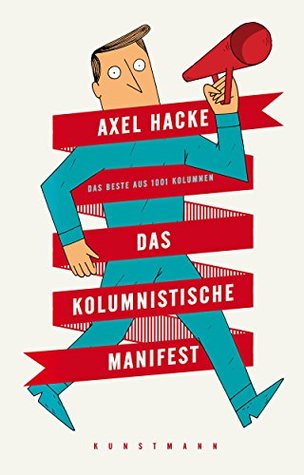 AXEL HACKE
DAS BESTE AUS 1001 KOLUMNEN
DAS
KOLUMNISTISCHE
MANIFEST
KUNSTMANN